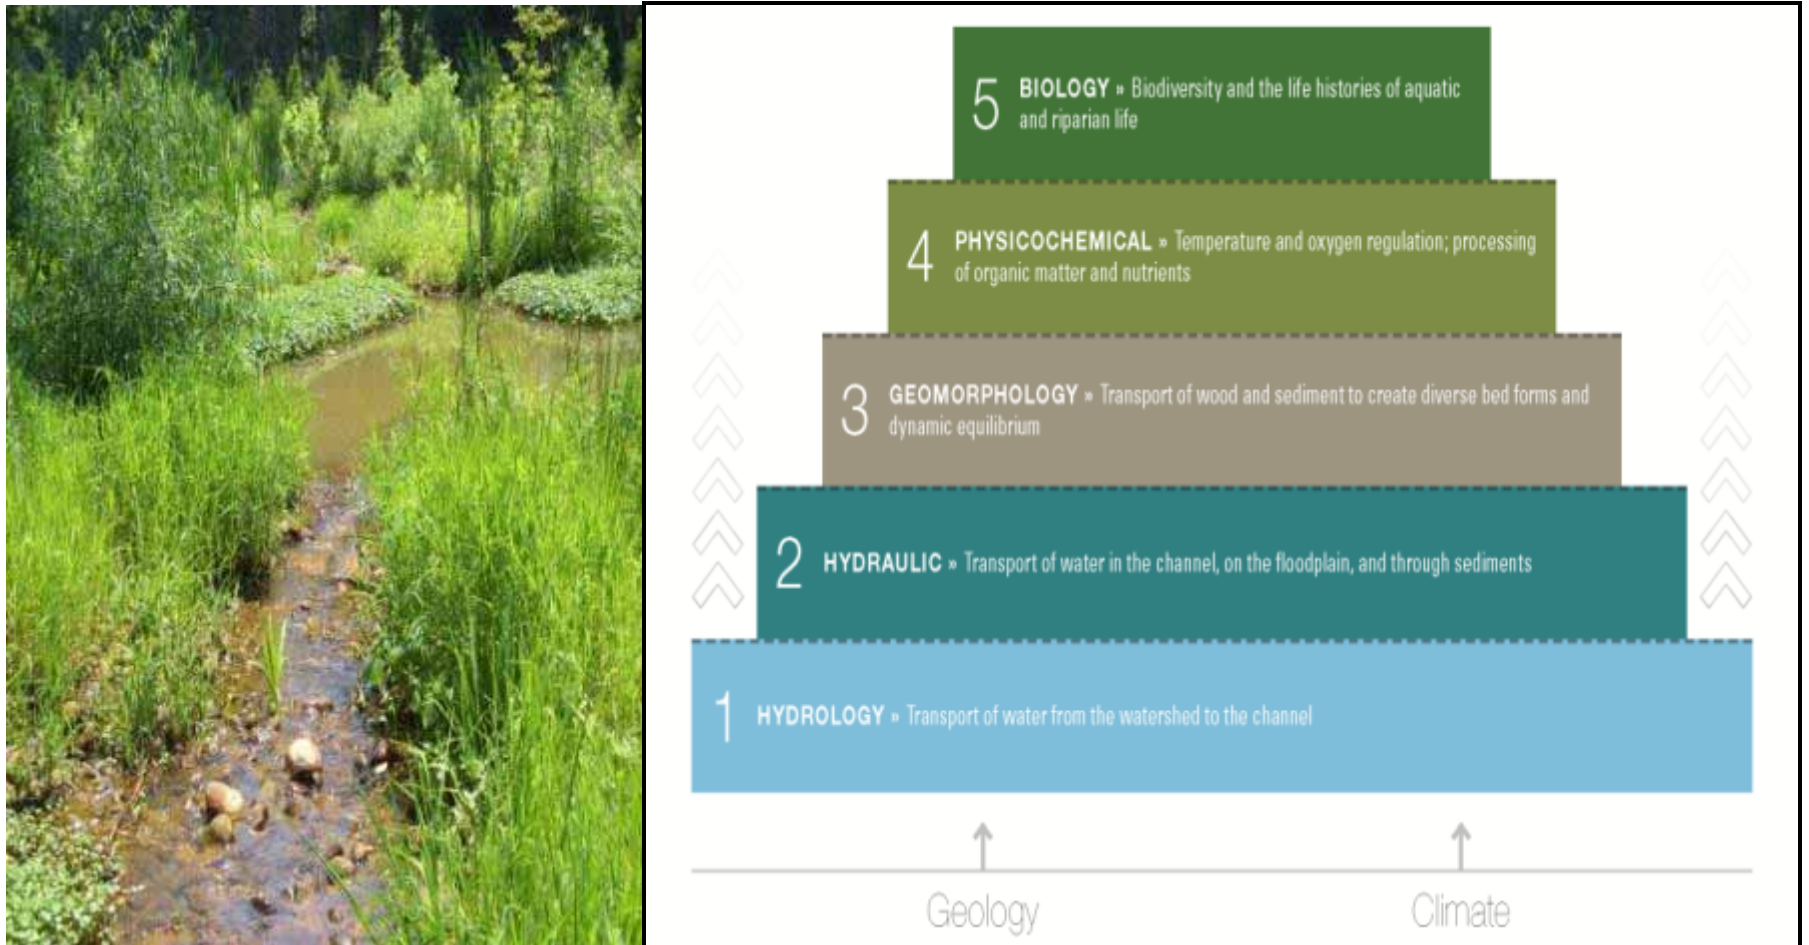 5 BIOLOGY » Biodiversity and the life histories of aquatic
and riparian life
4 PHYSICOCHEMICAL » Temperature and oxygen regulation; processing
of organic matter and nutrients
3 GEOMORPHOLOGY » Transport of wood and sediment to create diverse bed forms and
dynamic equilibrium
2 HYDRAULIC » Transport of water in the channel, on the floodplain, and through sediments
1 HYDROLOGY » Transport of water from the watershed to the channel
Geology
Climate